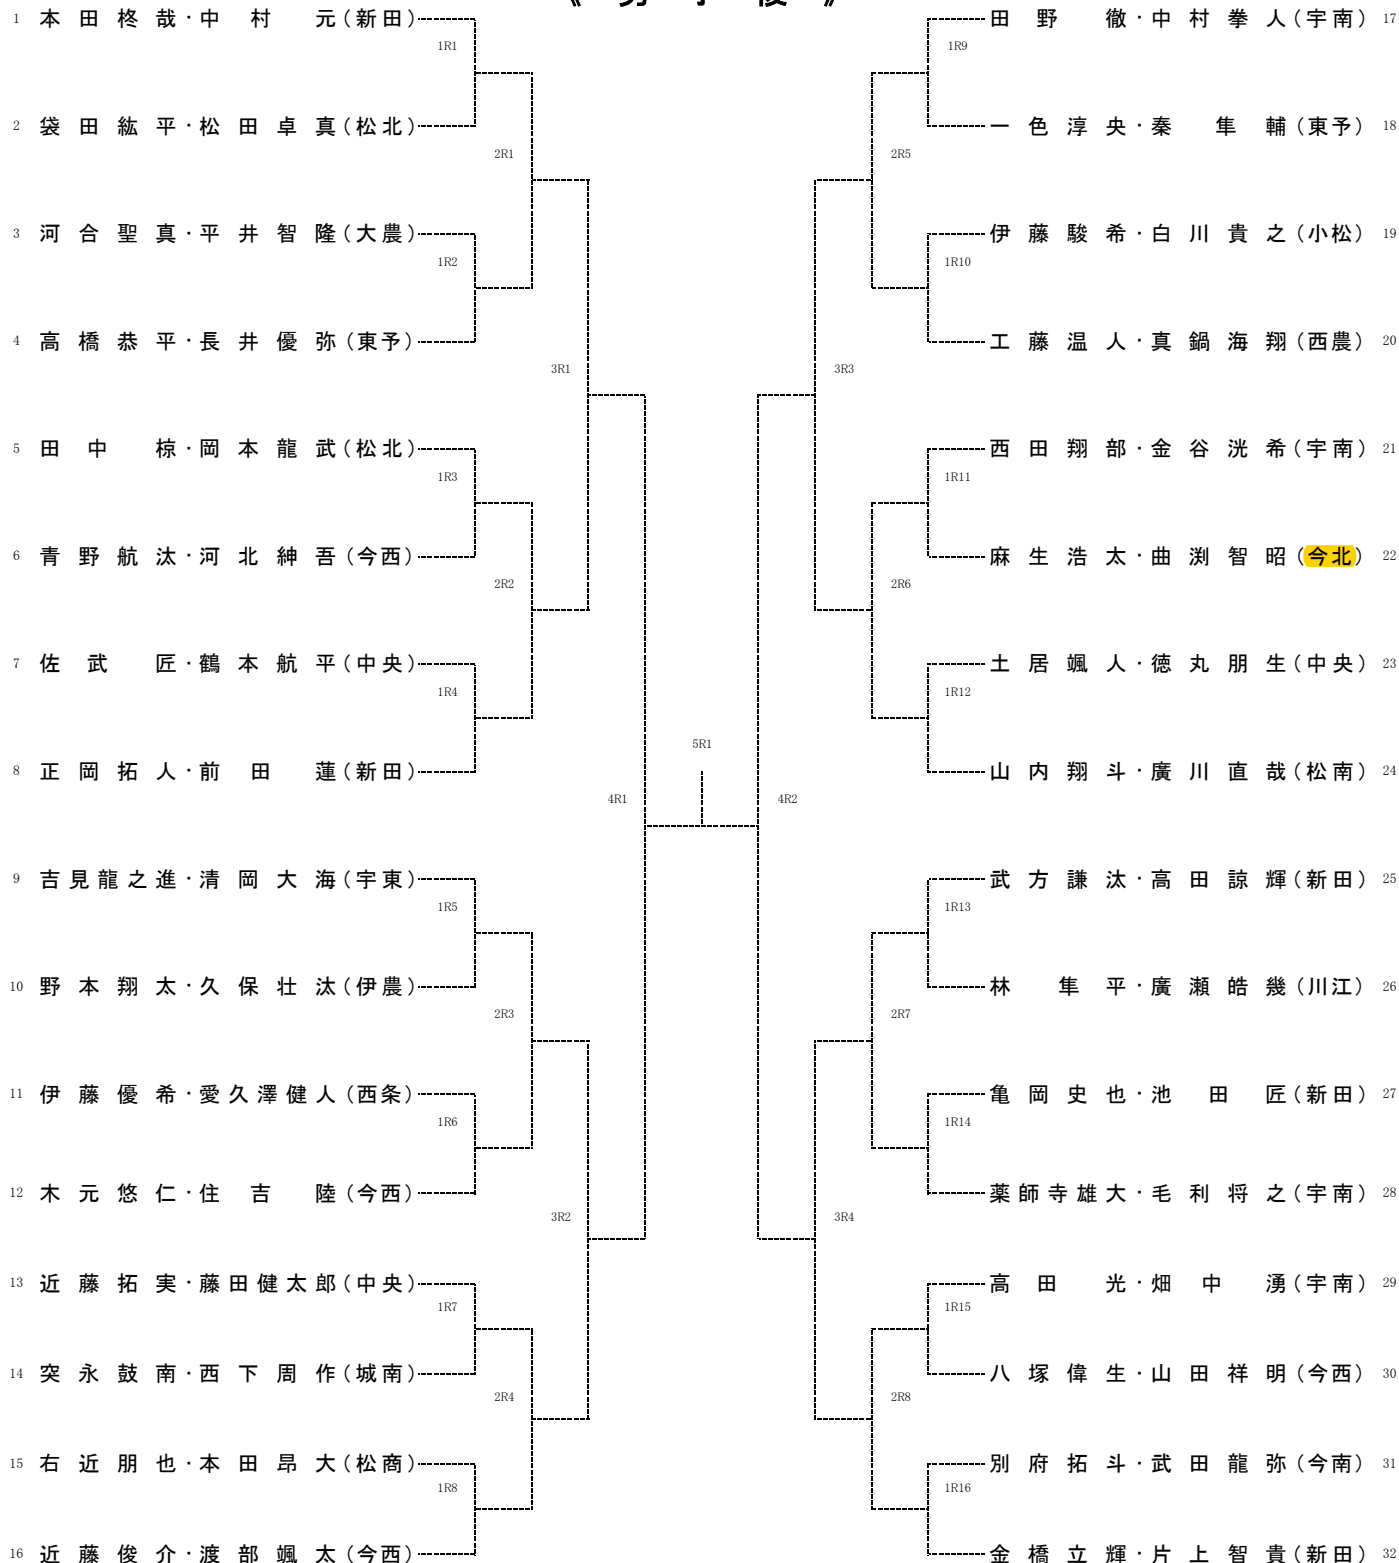 1 本田柊哉・中村元(新田)
1R1
2 袋田紘平・松田卓真(松北)
2R1
3 河合聖真・平井智隆(大農)
1R2
4 高橋恭平・長井優弥(東予)
3R1
5 田中椋・岡本龍武(松北)
1R3
6 青野航汰・河北紳吾(今西)
2R2
7 佐武匠・鶴本航平(中央)
1R4
8 正岡拓人・前田蓮(新田)
4R1
9 吉見龍之進・清岡大海(宇東)
1R5
10 野本翔太・久保壮汰(伊農)
2R3
11 伊藤優希・愛久澤健人(西条)
1R6
12 木元悠仁・住吉陸(今西)
3R2
13 近藤拓実・藤田健太郎(中央)
1R7
14 突永鼓南・西下周作(城南)
2R4
15 右近朋也・本田昂大(松商)
1R8
16 近藤俊介・渡部颯太(今西)
5R1
田野徹・中村拳人(宇南) 17
1R9
一色淳央・秦隼輔(東予) 18
2R5
伊藤駿希・白川貴之(小松) 19
1R10
工藤温人・真鍋海翔(西農) 20
3R3
西田翔部・金谷洸希(宇南) 21
1R11
麻生浩太・曲渕智昭(今北) 22
2R6
土居颯人・徳丸朋生(中央) 23
1R12
山内翔斗・廣川直哉(松南) 24
4R2
武方謙汰・高田諒輝(新田) 25
1R13
林隼平・廣瀬皓幾(川江) 26
2R7
亀岡史也・池田匠(新田) 27
1R14
薬師寺雄大・毛利将之(宇南) 28
3R4
高田光・畑中湧(宇南) 29
1R15
八塚偉生・山田祥明(今西) 30
2R8
別府拓斗・武田龍弥(今南) 31
1R16
金橋立輝・片上智貴(新田) 32